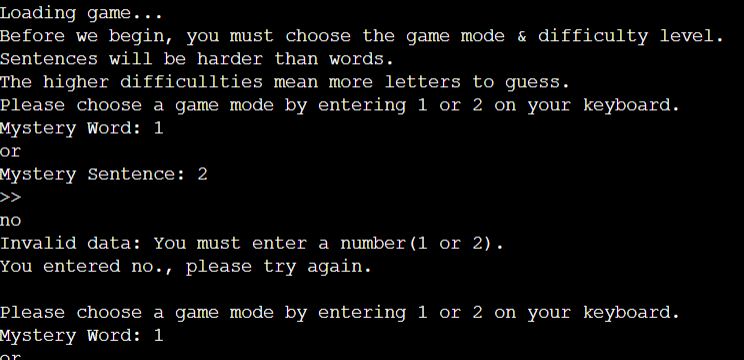 Loading game...
Before we begin, you must choose the game mode & difficulty level.
Sentences will be harder than words.
The higher difficullties mean more letters to guess.
Please choose a game mode by entering 1 or 2 on your keyboard.
Mystery Word: 1
or
Mystery Sentence: 2
>>
no
Invalid data: You must enter a number(1 or 2).
You entered no., please try again.
Please choose a game mode by entering 1 or 2 on your keyboard.
Mystery Word: 1
or